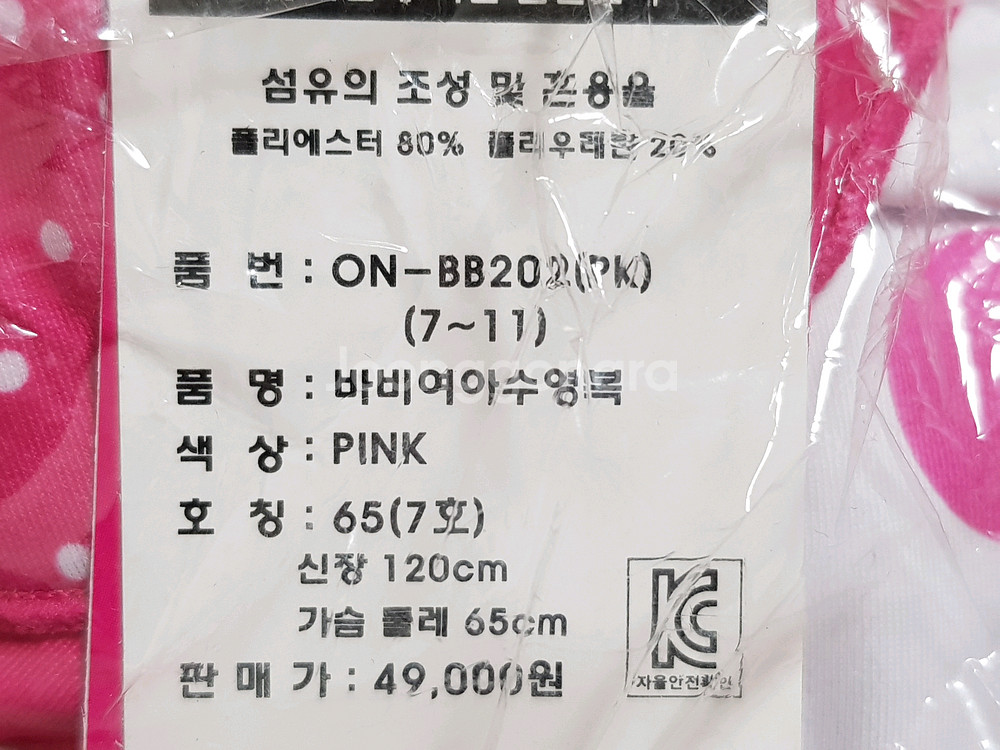 섬유의 조성 및 혼용율
폴리에스터 80% 폴리우레탄 20%
품 번 : ON-BB202(PK)
(7~11)
품 명 : 바비여아수영복
Joonggonara
색 상 : PINK
호 칭 : 65(7호)
신장 120cm
가슴 둘레 65cm
판 매 가 : 49,000원
KC
자율안전확인